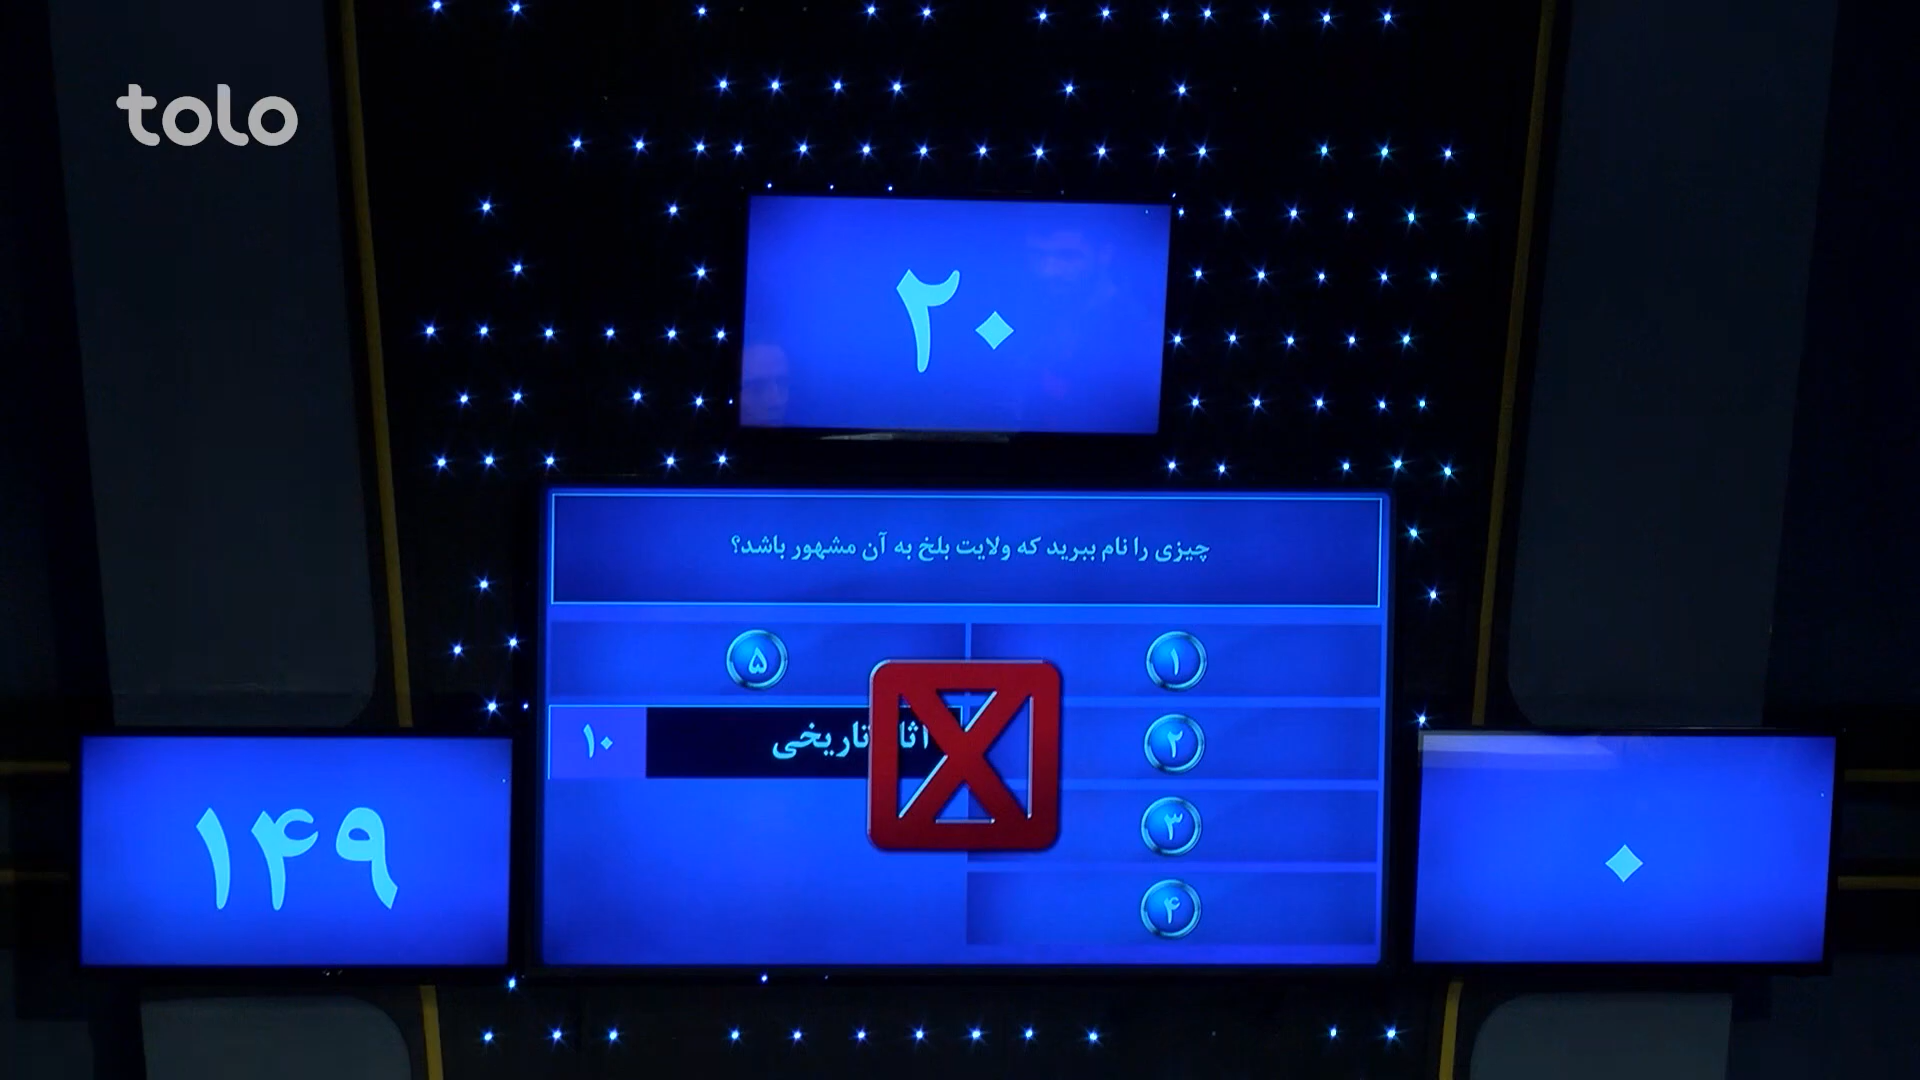 tolo
۲۰
چیزی را نام ببرید که ولایت بلخ به آن مشهور باشد؟
۱
۵
۲
تاریخی
۱۰
۳
۴
۱۴۹
۰
X